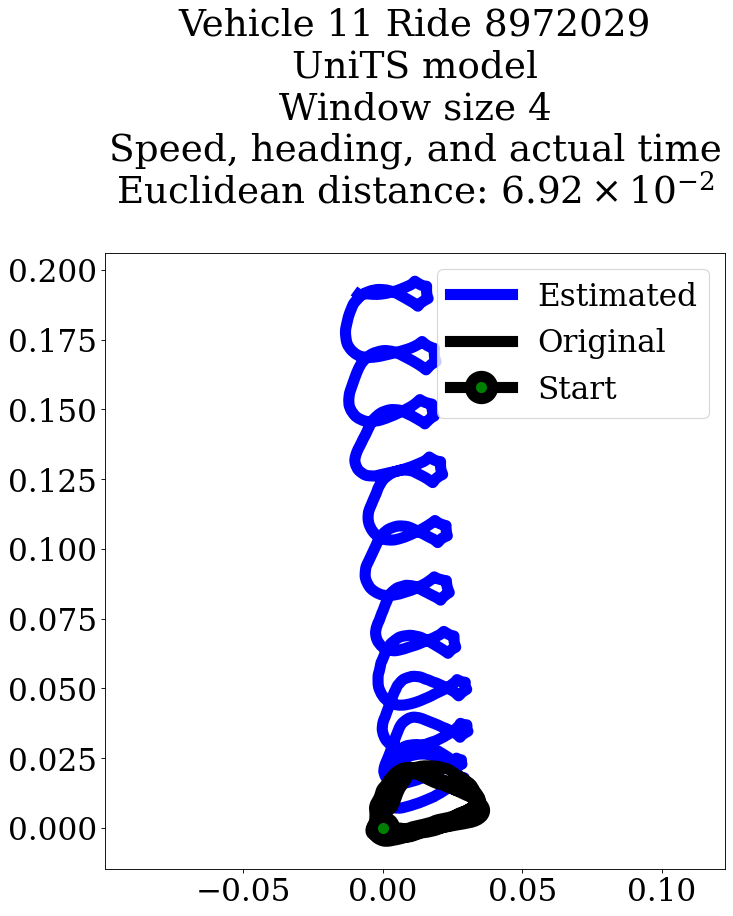 Vehicle 11 Ride 8972029
UniTS model
Window size 4
Speed, heading, and actual time
Euclidean distance: 6.92 × 10⁻²
0.200
0.175
0.150
0.125
0.100
0.075
0.050
0.025
0.000
Estimated
Original
Start
−0.05
0.00
0.05
0.10